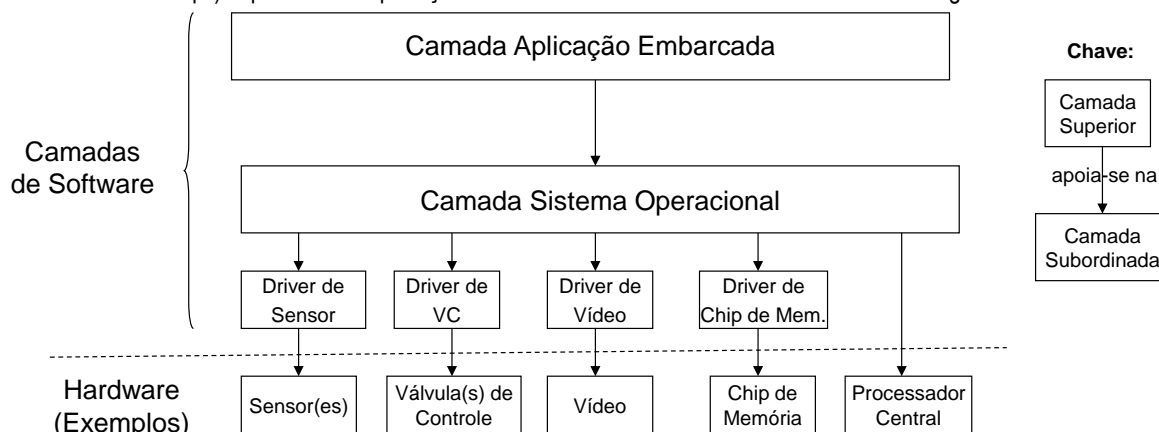 Camada Aplicação Embarcada
Chave:
Camada
Superior
apoia-se na
Camada
Subordinada
Camadas
de Software
Camada Sistema Operacional
Driver de
Sensor
Driver de
VC
Driver de
Vídeo
Driver de
Chip de Mem.
Hardware
(Exemplos)
Sensor(es)
Válvula(s) de
Controle
Vídeo
Chip de
Memória
Processador
Central